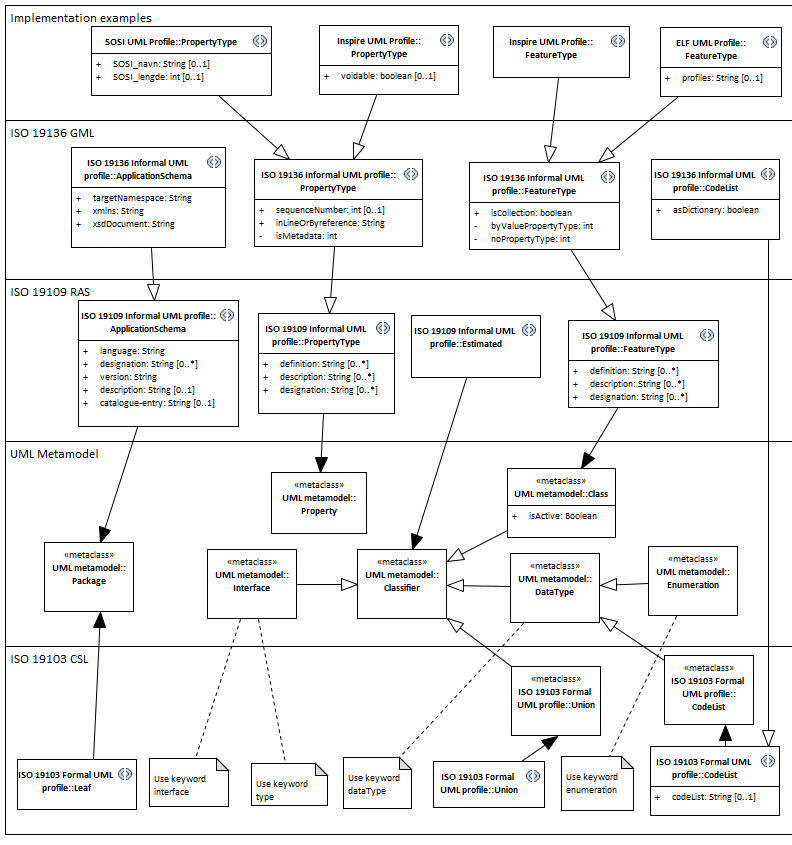 Implementation examples
SOSI UML Profile::PropertyType
+ SOSI_navn: String [0..1]
+ SOSI_lengde: int [0..1]
Inspire UML Profile::
PropertyType
+ voidable: boolean [0..1]
Inspire UML Profile::
FeatureType
ELF UML Profile::
FeatureType
+ profiles: String [0..1]
ISO 19136 GML
ISO 19136 Informal UML
profile::ApplicationSchema
+ targetNamespace: String
+ xmlns: String
+ xsdDocument: String
ISO 19136 Informal UML profile::
PropertyType
+ sequenceNumber: int [0..1]
+ inLineOrByreference: String
- isMetadata: int
ISO 19136 Informal UML
profile::FeatureType
+ isCollection: boolean
- byValuePropertyType: int
- noPropertyType: int
ISO 19136 Informal UML
profile::CodeList
+ asDictionary: boolean
ISO 19109 RAS
ISO 19109 Informal UML profile::
ApplicationSchema
+ language: String
+ designation: String [0..*]
+ version: String
+ description: String [0..1]
+ catalogue-entry: String [0..1]
ISO 19109 Informal UML
profile::PropertyType
+ definition: String [0..*]
+ description: String [0..*]
+ designation: String [0..*]
ISO 19109 Informal UML
profile::Estimated
ISO 19109 Informal UML
profile::FeatureType
+ definition: String [0..*]
+ description: String [0..*]
+ designation: String [0..*]
UML Metamodel
«metaclass»
UML metamodel::
Property
«metaclass»
UML metamodel::Class
+ isActive: Boolean
«metaclass»
UML metamodel::
Package
«metaclass»
UML metamodel::
Interface
«metaclass»
UML metamodel::
Classifier
«metaclass»
UML metamodel::
DataType
«metaclass»
UML metamodel::
Enumeration
ISO 19103 CSL
«metaclass»
ISO 19103 Formal
UML profile::Union
«metaclass»
ISO 19103 Formal
UML profile::
CodeList
ISO 19103 Formal UML
profile::Leaf
Use keyword
interface
Use keyword
type
Use keyword
dataType
ISO 19103 Formal
UML profile::Union
Use keyword
enumeration
ISO 19103 Formal UML
profile::CodeList
+ codeList: String [0..1]